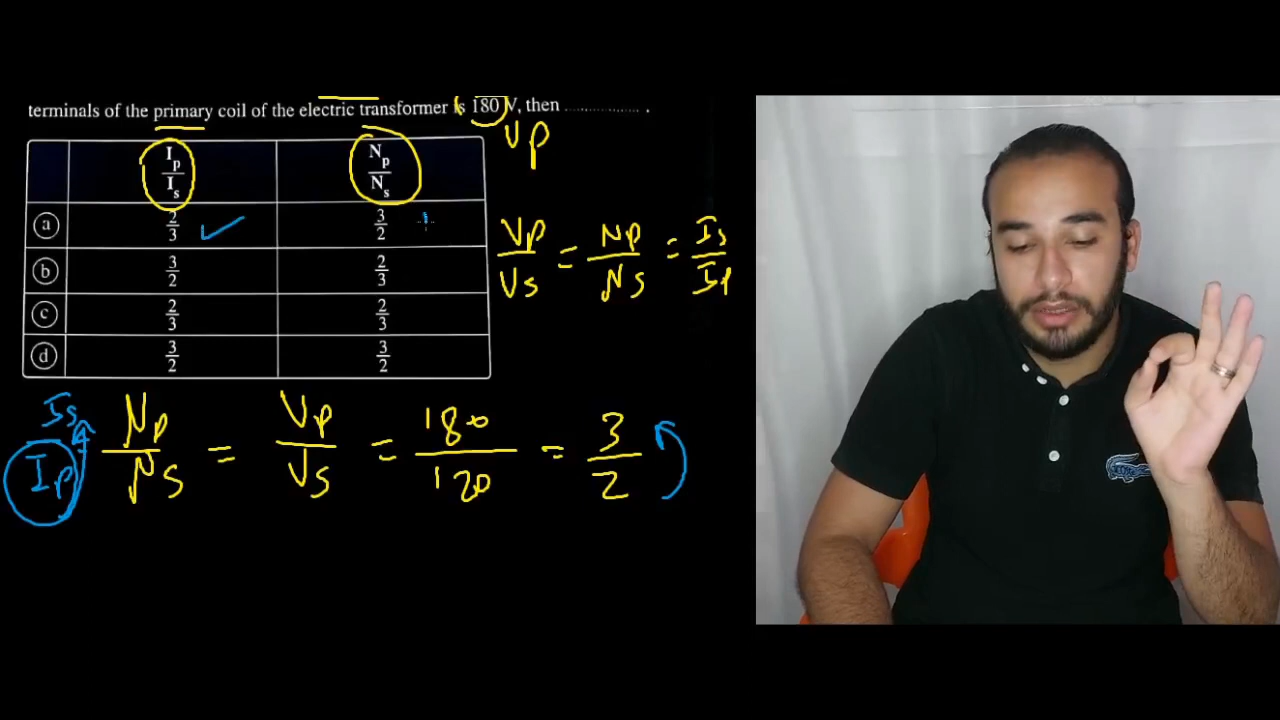 terminals of the primary coil of the electric transformer is 180 V, then .................. .
Vp
Ip/Is Np/Ns
a 2/3 3/2
b 3/2 2/3
c 2/3 2/3
d 3/2 3/2
Vp/Vs = Np/Ns = Is/Ip
Is/Ip Np/Ns = Vp/Vs = 180/120 = 3/2